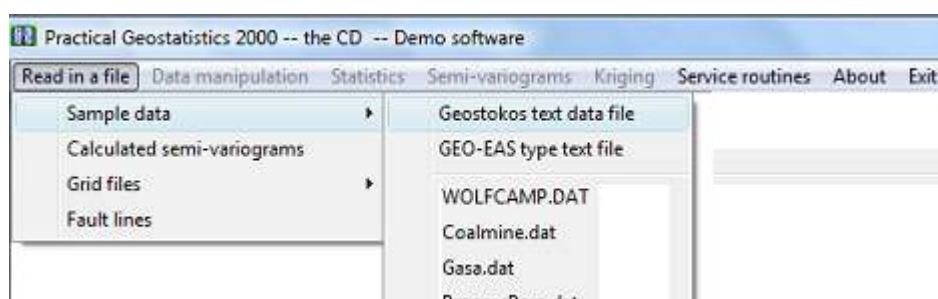 Practical Geostatistics 2000 -- the CD -- Demo software
Read in a file Data manipulation Statistics Semi-variograms Kriging Service routines About Exit
Sample data
Calculated semi-variograms
Grid files
Fault lines
Geostokos text data file
GEO-EAS type text file
WOLFCAMP.DAT
Coalmine.dat
Gasa.dat